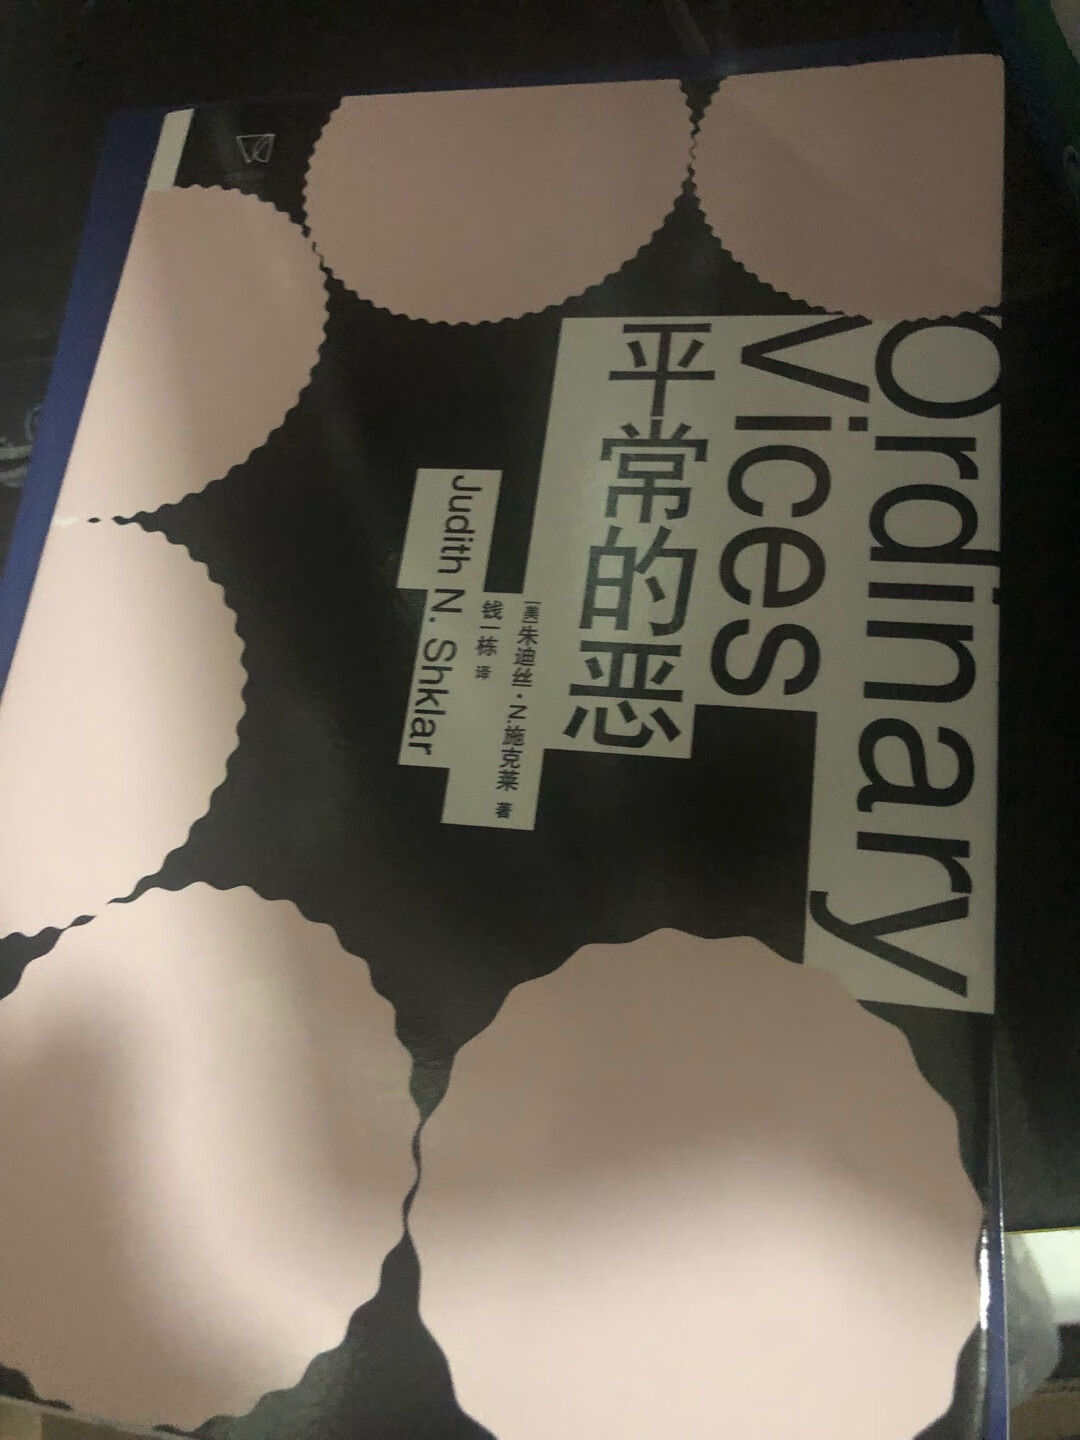 Ordinary
Vices
平常的恶
[美]朱迪丝·N.施克莱 著
钱一栋 译
Judith N. Shklar